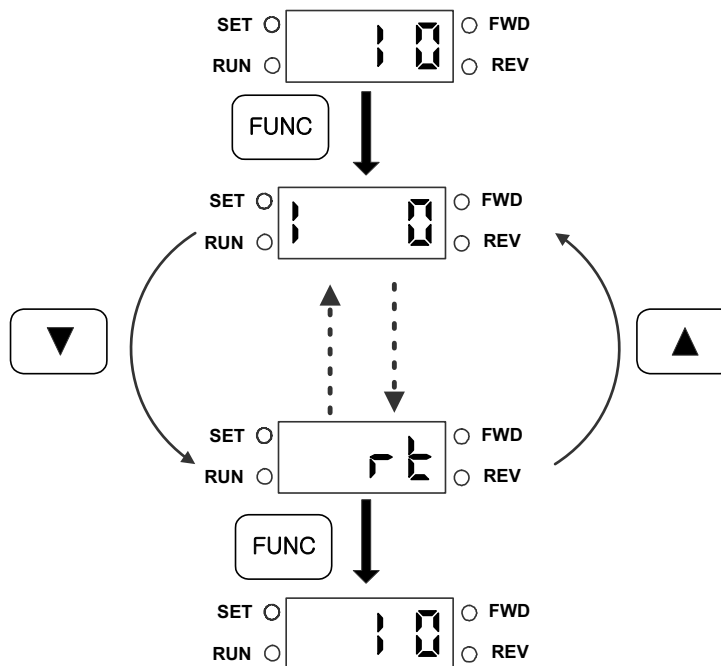 SET 10 FWD
RUN REV
FUNC
SET 1 0 FWD
RUN REV
▼ ▲
SET rt FWD
RUN REV
FUNC
SET 10 FWD
RUN REV